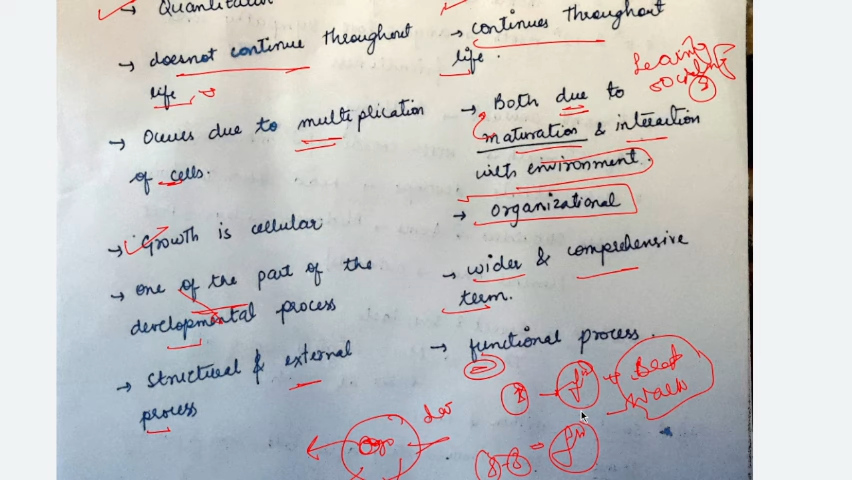 → Quantitative
→ doesnot continue throughout
life.
→ Occurs due to multiplication
of cells.
→ Growth is cellular
→ one of the part of the
developmental process
→ structural & external
process
→ continues throughout
life.
→ Both due to
maturation & interaction
with environment.
→ organizational
→ wider & comprehensive
term.
→ functional process.
Learning